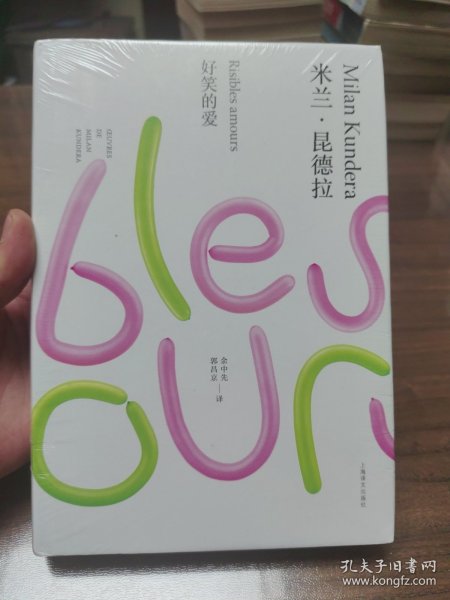 Milan Kundera
米兰·昆德拉
Risibles amours
好笑的爱
ŒUVRES
DE
MILAN
KUNDERA
bles
our
余中先
郭昌京
译
上海译文出版社
孔夫子旧书网
www.kongfz.com